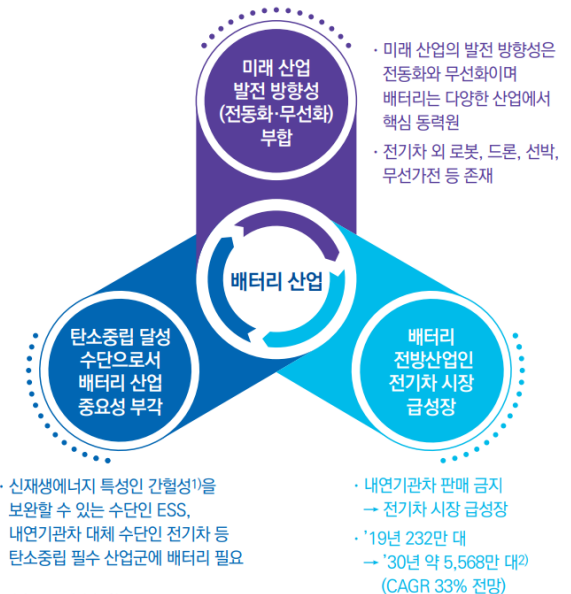 미래 산업
발전 방향성
(전동화·무선화)
부합
· 미래 산업의 발전 방향성은
전동화와 무선화이며
배터리는 다양한 산업에서
핵심 동력원
· 전기차 외 로봇, 드론, 선박,
무선가전 등 존재
배터리 산업
탄소중립 달성
수단으로서
배터리 산업
중요성 부각
배터리
전방산업인
전기차 시장
급성장
· 신재생에너지 특성인 간헐성1)을
보완할 수 있는 수단인 ESS,
내연기관차 대체 수단인 전기차 등
탄소중립 필수 산업군에 배터리 필요
· 내연기관차 판매 금지
→ 전기차 시장 급성장
· ’19년 232만 대
→ ’30년 약 5,568만 대2)
(CAGR 33% 전망)